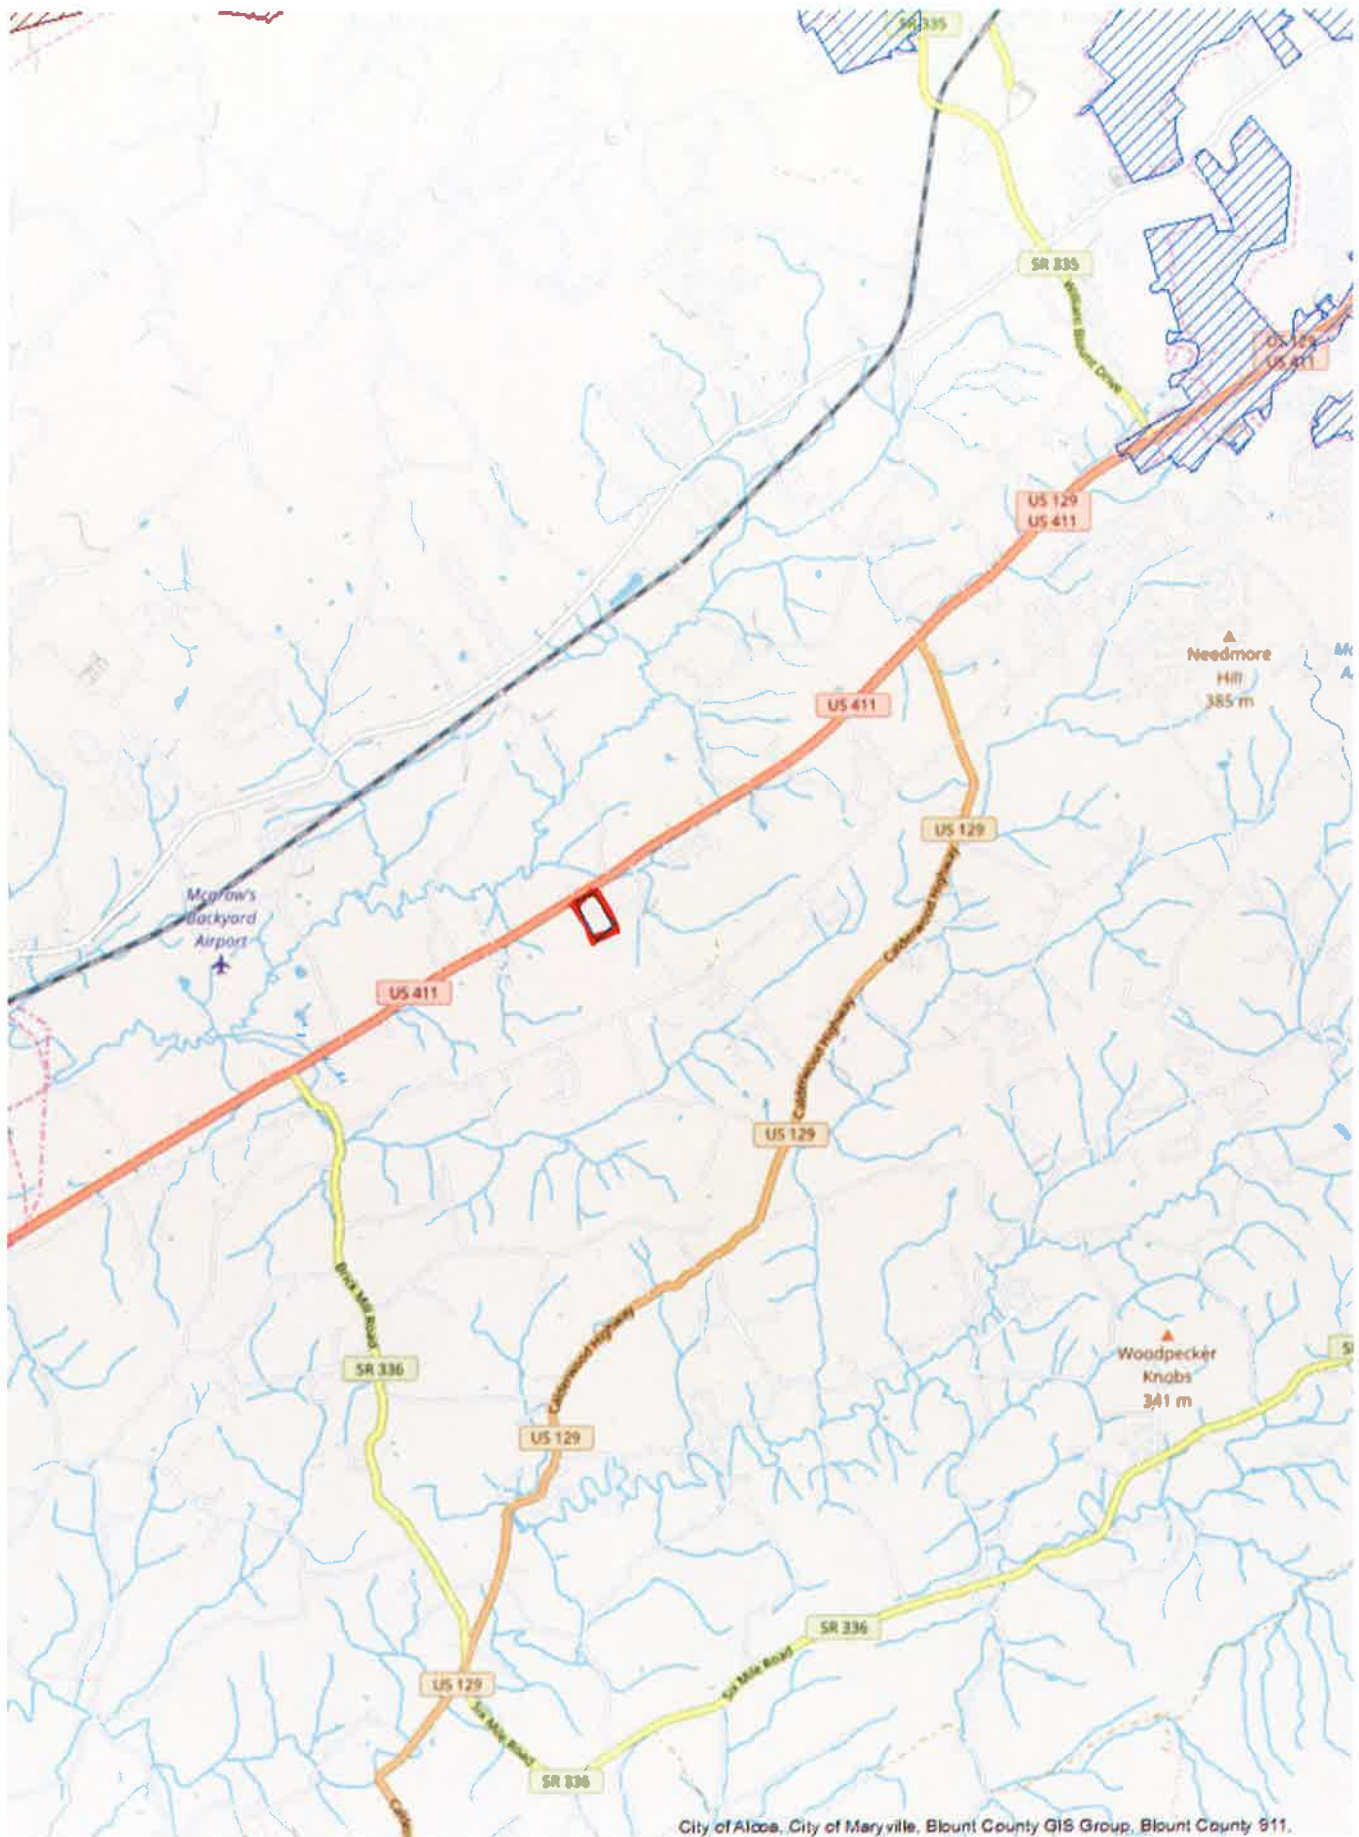 SR 335
SR 335
William Blount Drive
US 129
US 411
US 129
US 411
Needmore
Hill
385 m
US 411
US 129
Mcgraw's
Backyard
Airport
Calderwood Highway
US 411
Calderwood Highway
US 129
Brick Mill Road
Calderwood Highway
Woodpecker
Knobs
341 m
SR 336
US 129
SR 336
Six Mile Road
US 129
Six Mile Road
SR 336
City of Alcoa, City of Maryville, Blount County GIS Group, Blount County 911,